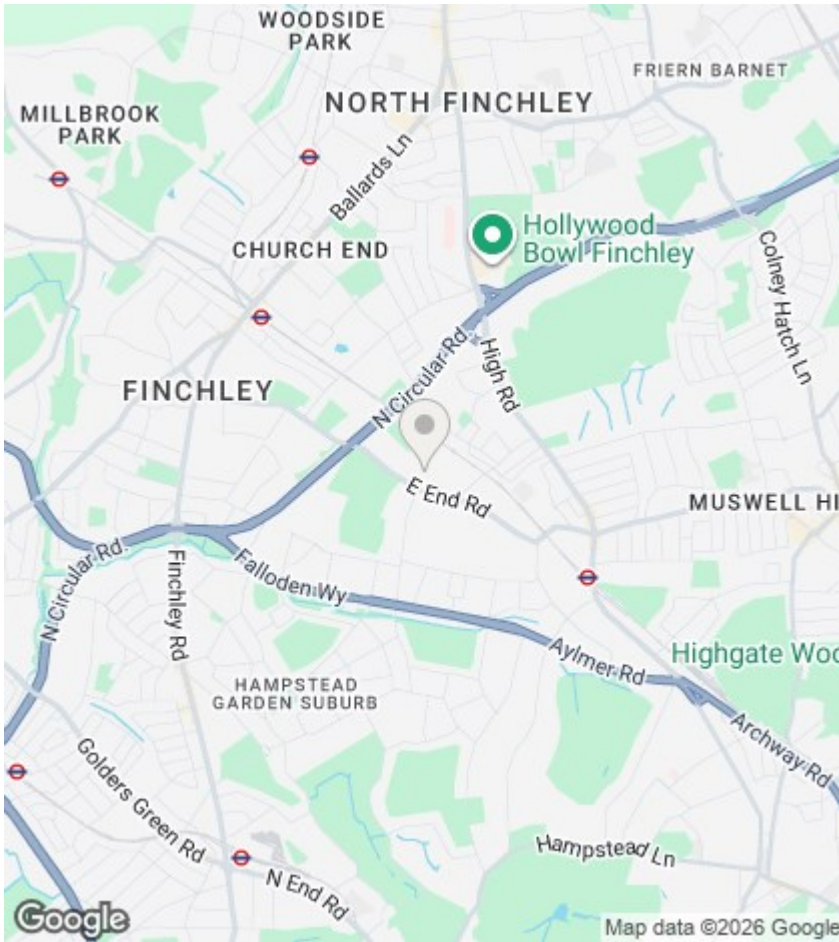 WOODSIDE
PARK
FRIERN BARNET
NORTH FINCHLEY
MILLBROOK
PARK
Ballards Ln
Hollywood
Bowl Finchley
CHURCH END
Colney Hatch Ln
N Circular Rd
High Rd
FINCHLEY
E End Rd
MUSWELL HI
N Circular Rd
Finchley Rd
Falloden Wy
Aylmer Rd
Highgate Woo
HAMPSTEAD
GARDEN SUBURB
Archway Rd
Golders Green Rd
Hampstead Ln
N End Rd
Google
Map data ©2026 Google